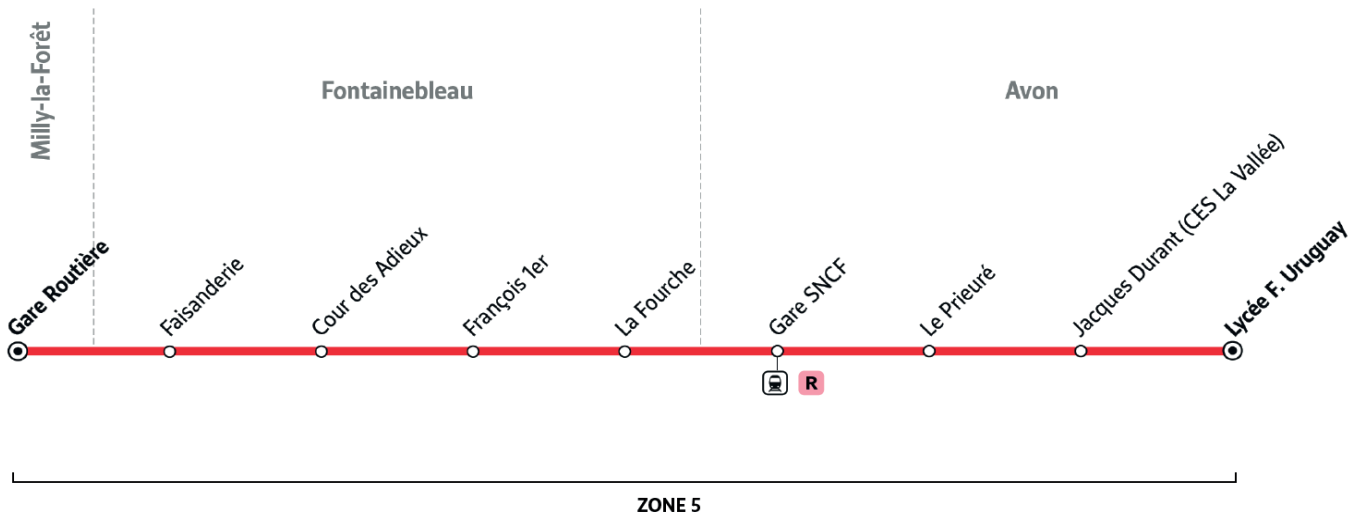 Milly-la-Forêt
Fontainebleau
Avon
Gare Routière
Faisanderie
Cour des Adieux
François 1er
La Fourche
Gare SNCF
Le Prieuré
Jacques Durant (CES La Vallée)
Lycée F. Uruguay
R
ZONE 5